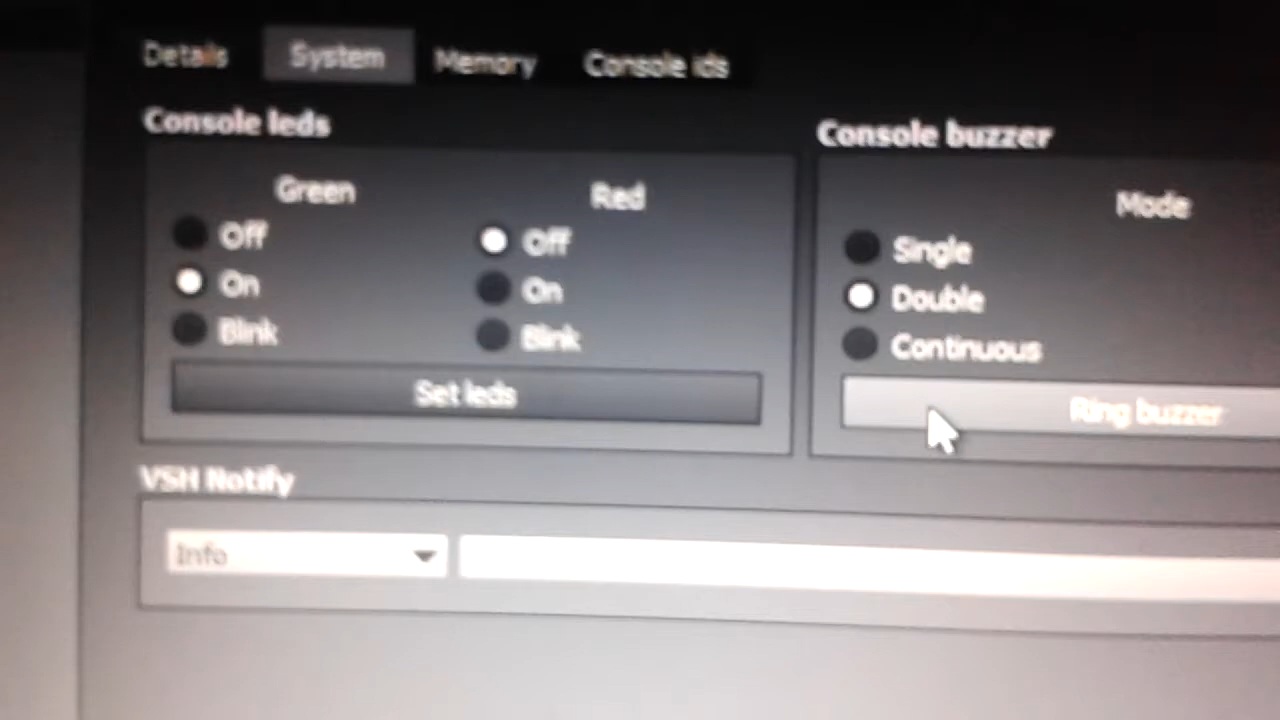 Details System Memory Console ids
Console leds
Green Red
Off Off
On On
Blink Blink
Set leds
Console buzzer
Mode
Single
Double
Continuous
Ring buzzer
VSH Notify
Info